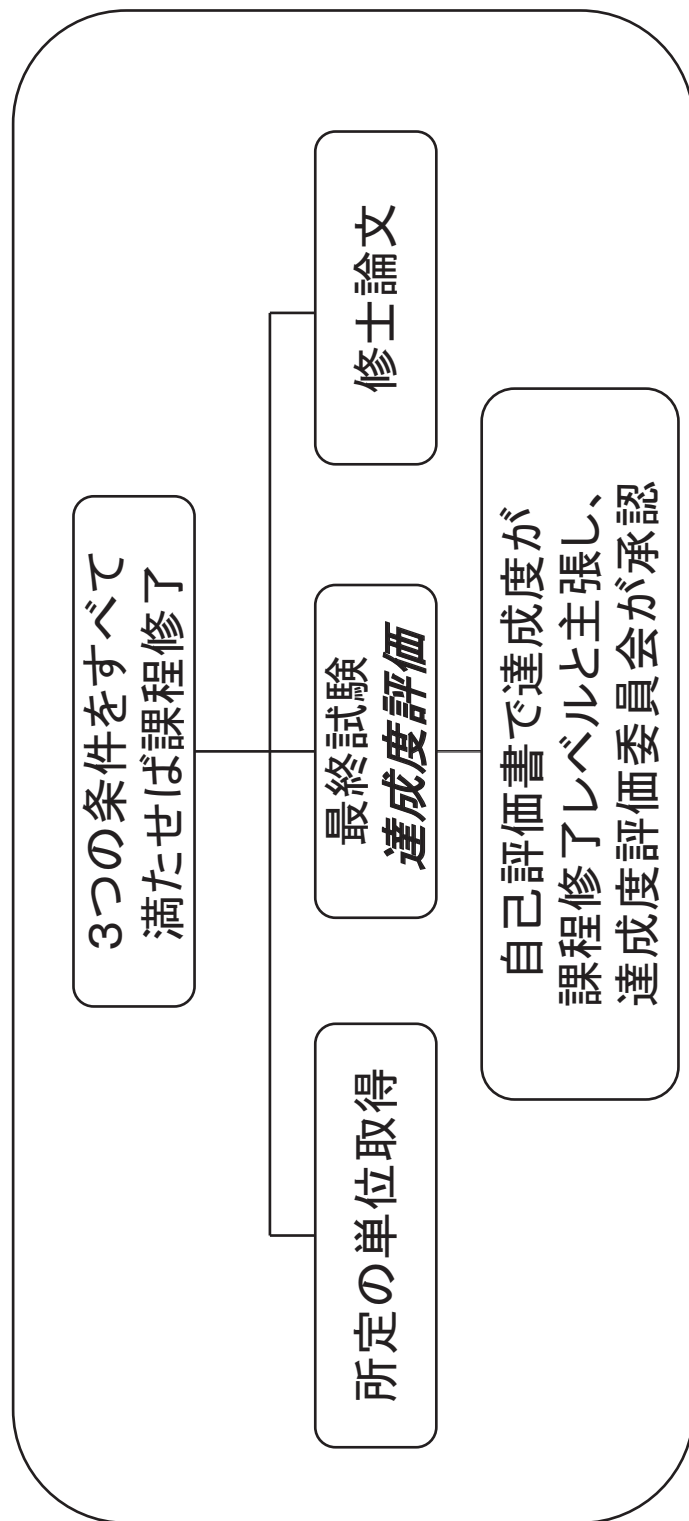 3つの条件をすべて
満たせば課程修了
所定の単位取得
最終試験
達成度評価
修士論文
自己評価書で達成度が
課程修了レベルと主張し、
達成度評価委員会が承認